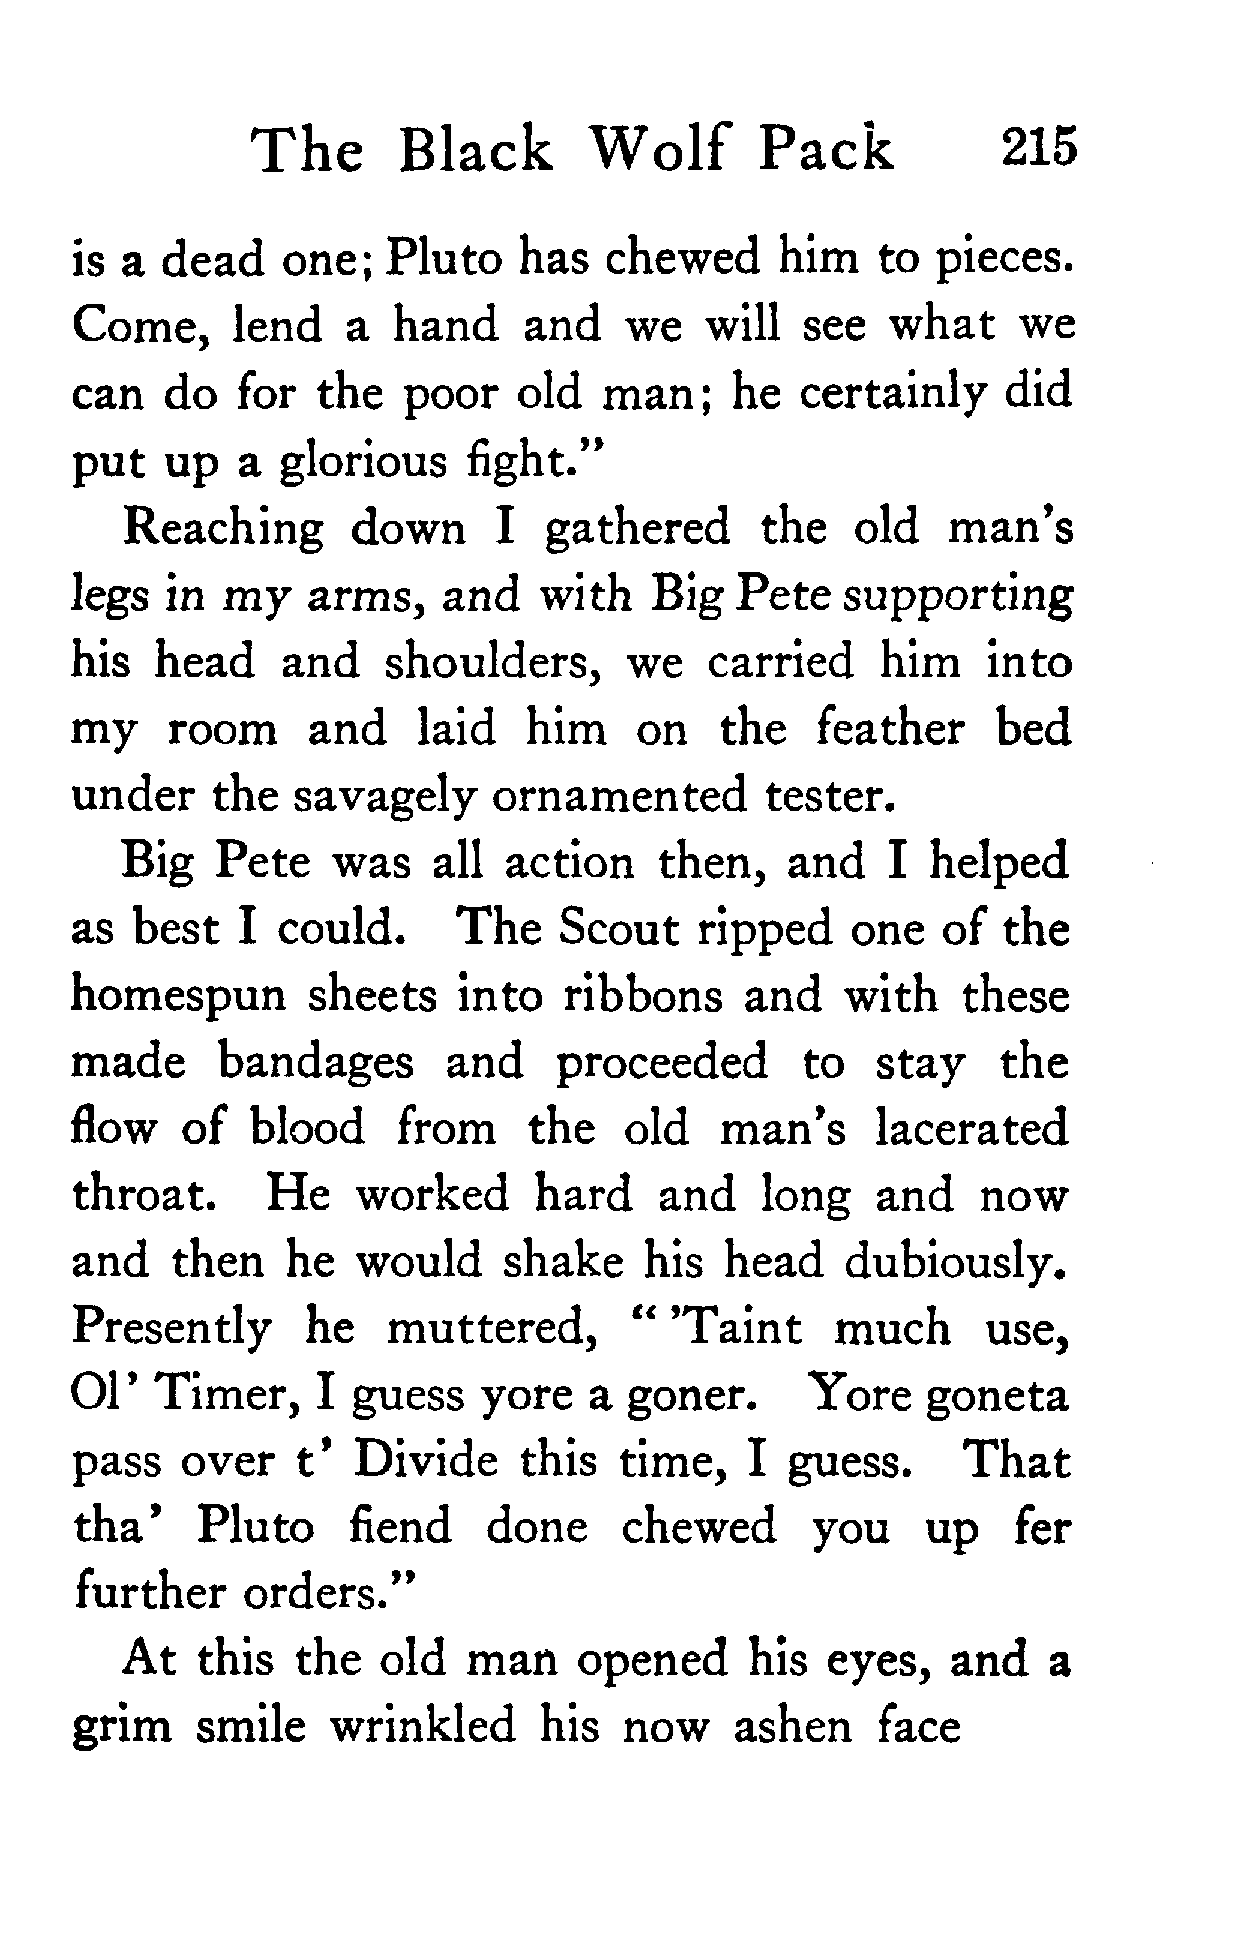 The Black Wolf Pack 215
is a dead one; Pluto has chewed him to pieces.
Come, lend a hand and we will see what we
can do for the poor old man; he certainly did
put up a glorious fight.”
Reaching down I gathered the old man’s
legs in my arms, and with Big Pete supporting
his head and shoulders, we carried him into
my room and laid him on the feather bed
under the savagely ornamented tester.
Big Pete was all action then, and I helped
as best I could. The Scout ripped one of the
homespun sheets into ribbons and with these
made bandages and proceeded to stay the
flow of blood from the old man’s lacerated
throat. He worked hard and long and now
and then he would shake his head dubiously.
Presently he muttered, “ ’Taint much use,
Ol’ Timer, I guess yore a goner. Yore goneta
pass over t’ Divide this time, I guess. That
tha’ Pluto fiend done chewed you up fer
further orders.”
At this the old man opened his eyes, and a
grim smile wrinkled his now ashen face